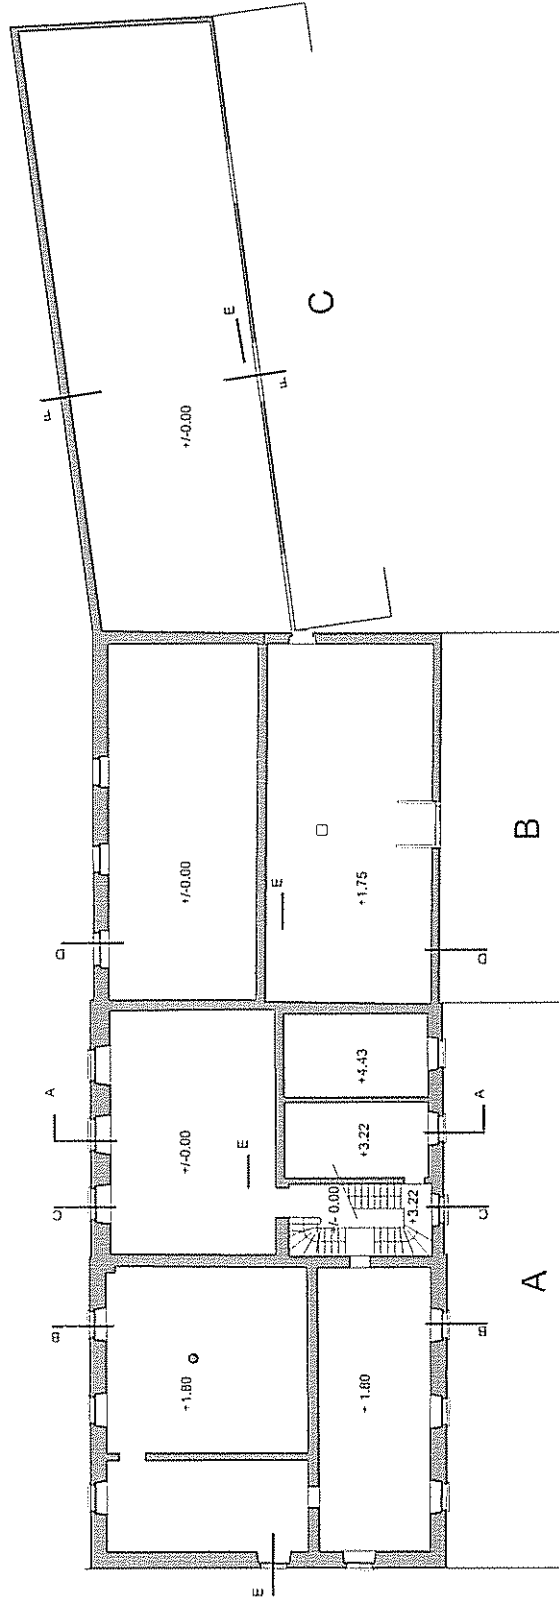 E
C
F
F
+/-0.00
D
E
B
+/-0.00
+1.75
D
A
+4.43
+3.22
+/-0.00
E
A
C
+/- 0.00
+3.22
C
A
B
B
+1.80
+ 1.80
E